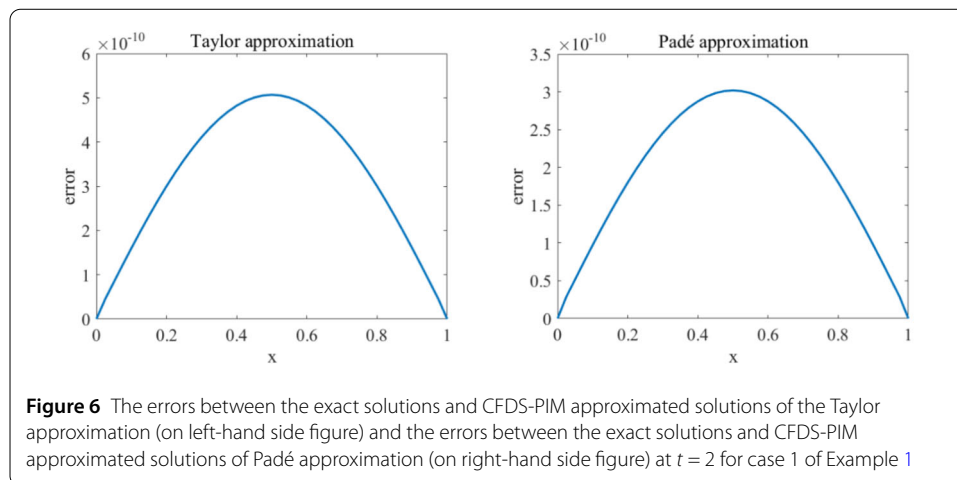 Taylor approximation
×10⁻¹⁰
6
5
4
3
2
1
0
error
0 0.2 0.4 0.6 0.8 1
x
Padé approximation
×10⁻¹⁰
3.5
3
2.5
2
1.5
1
0.5
0
error
0 0.2 0.4 0.6 0.8 1
x
Figure 6 The errors between the exact solutions and CFDS-PIM approximated solutions of the Taylor
approximation (on left-hand side figure) and the errors between the exact solutions and CFDS-PIM
approximated solutions of Padé approximation (on right-hand side figure) at t = 2 for case 1 of Example 1